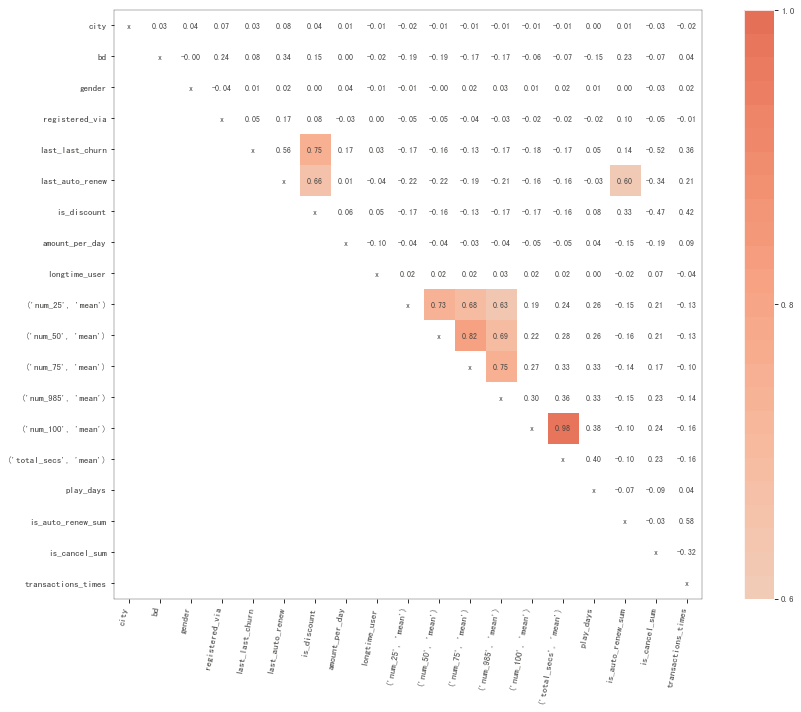 city x 0.03 0.04 0.07 0.03 0.08 0.04 0.01 -0.01 -0.02 -0.01 -0.01 -0.01 -0.01 -0.01 0.00 0.01 -0.03 -0.02 1.0
bd x -0.00 0.24 0.08 0.34 0.15 0.00 -0.02 -0.19 -0.19 -0.17 -0.17 -0.06 -0.07 -0.15 0.23 -0.07 0.04
gender x -0.04 0.01 0.02 0.00 0.04 -0.01 -0.01 -0.00 0.02 0.03 0.01 0.02 0.01 0.00 -0.03 0.02
registered_via x 0.05 0.17 0.08 -0.03 0.00 -0.05 -0.05 -0.04 -0.03 -0.02 -0.02 -0.02 0.10 -0.05 -0.01
last_last_churn x 0.56 0.75 0.17 0.03 -0.17 -0.16 -0.13 -0.17 -0.18 -0.17 0.05 0.14 -0.52 0.36
last_auto_renew x 0.66 0.01 -0.04 -0.22 -0.22 -0.19 -0.21 -0.16 -0.16 -0.03 0.60 -0.34 0.21
is_discount x 0.06 0.05 -0.17 -0.16 -0.13 -0.17 -0.17 -0.16 0.08 0.33 -0.47 0.42
amount_per_day x -0.10 -0.04 -0.04 -0.03 -0.04 -0.05 -0.05 0.04 -0.15 -0.19 0.09
longtime_user x 0.02 0.02 0.02 0.03 0.02 0.02 0.00 -0.02 0.07 -0.04
('num_25', 'mean') x 0.73 0.68 0.63 0.19 0.24 0.26 -0.15 0.21 -0.13 0.8
('num_50', 'mean') x 0.82 0.69 0.22 0.28 0.28 -0.16 0.21 -0.13
('num_75', 'mean') x 0.75 0.27 0.33 0.33 -0.14 0.17 -0.10
('num_985', 'mean') x 0.30 0.36 0.33 -0.15 0.23 -0.14
('num_100', 'mean') x 0.98 0.38 -0.10 0.24 -0.16
('total_secs', 'mean') x 0.40 -0.10 0.23 -0.16
play_days x -0.07 -0.09 0.04
is_auto_renew_sum x -0.03 0.58
is_cancel_sum x -0.32
transactions_times x 0.6
city
bd
gender
registered_via
last_last_churn
last_auto_renew
is_discount
amount_per_day
longtime_user
('num_25', 'mean')
('num_50', 'mean')
('num_75', 'mean')
('num_985', 'mean')
('num_100', 'mean')
('total_secs', 'mean')
play_days
is_auto_renew_sum
is_cancel_sum
transactions_times